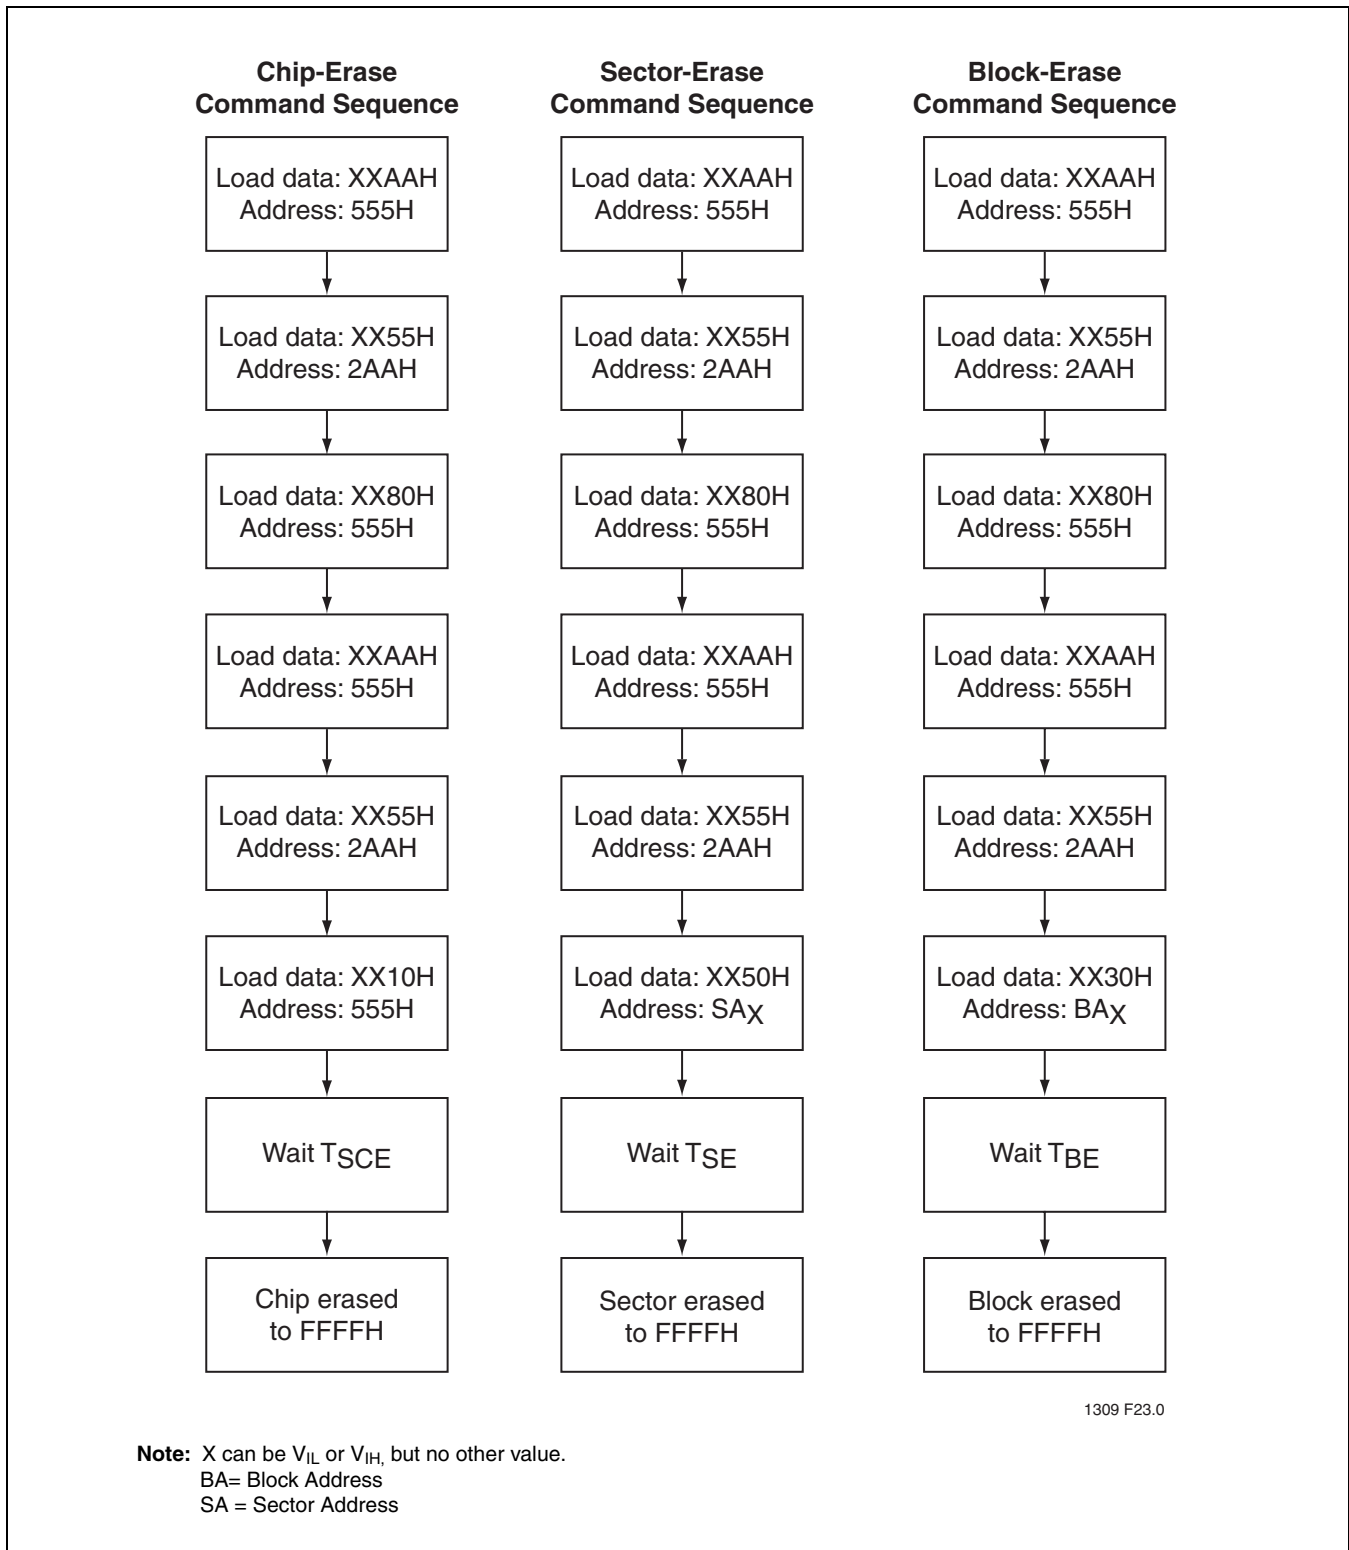 Chip-Erase
Command Sequence
Load data: XXAAH
Address: 555H
Load data: XX55H
Address: 2AAH
Load data: XX80H
Address: 555H
Load data: XXAAH
Address: 555H
Load data: XX55H
Address: 2AAH
Load data: XX10H
Address: 555H
Wait TSCE
Chip erased
to FFFFH
Sector-Erase
Command Sequence
Load data: XXAAH
Address: 555H
Load data: XX55H
Address: 2AAH
Load data: XX80H
Address: 555H
Load data: XXAAH
Address: 555H
Load data: XX55H
Address: 2AAH
Load data: XX50H
Address: SAX
Wait TSE
Sector erased
to FFFFH
Block-Erase
Command Sequence
Load data: XXAAH
Address: 555H
Load data: XX55H
Address: 2AAH
Load data: XX80H
Address: 555H
Load data: XXAAH
Address: 555H
Load data: XX55H
Address: 2AAH
Load data: XX30H
Address: BAX
Wait TBE
Block erased
to FFFFH
1309 F23.0
Note: X can be VIL or VIH, but no other value.
BA= Block Address
SA = Sector Address